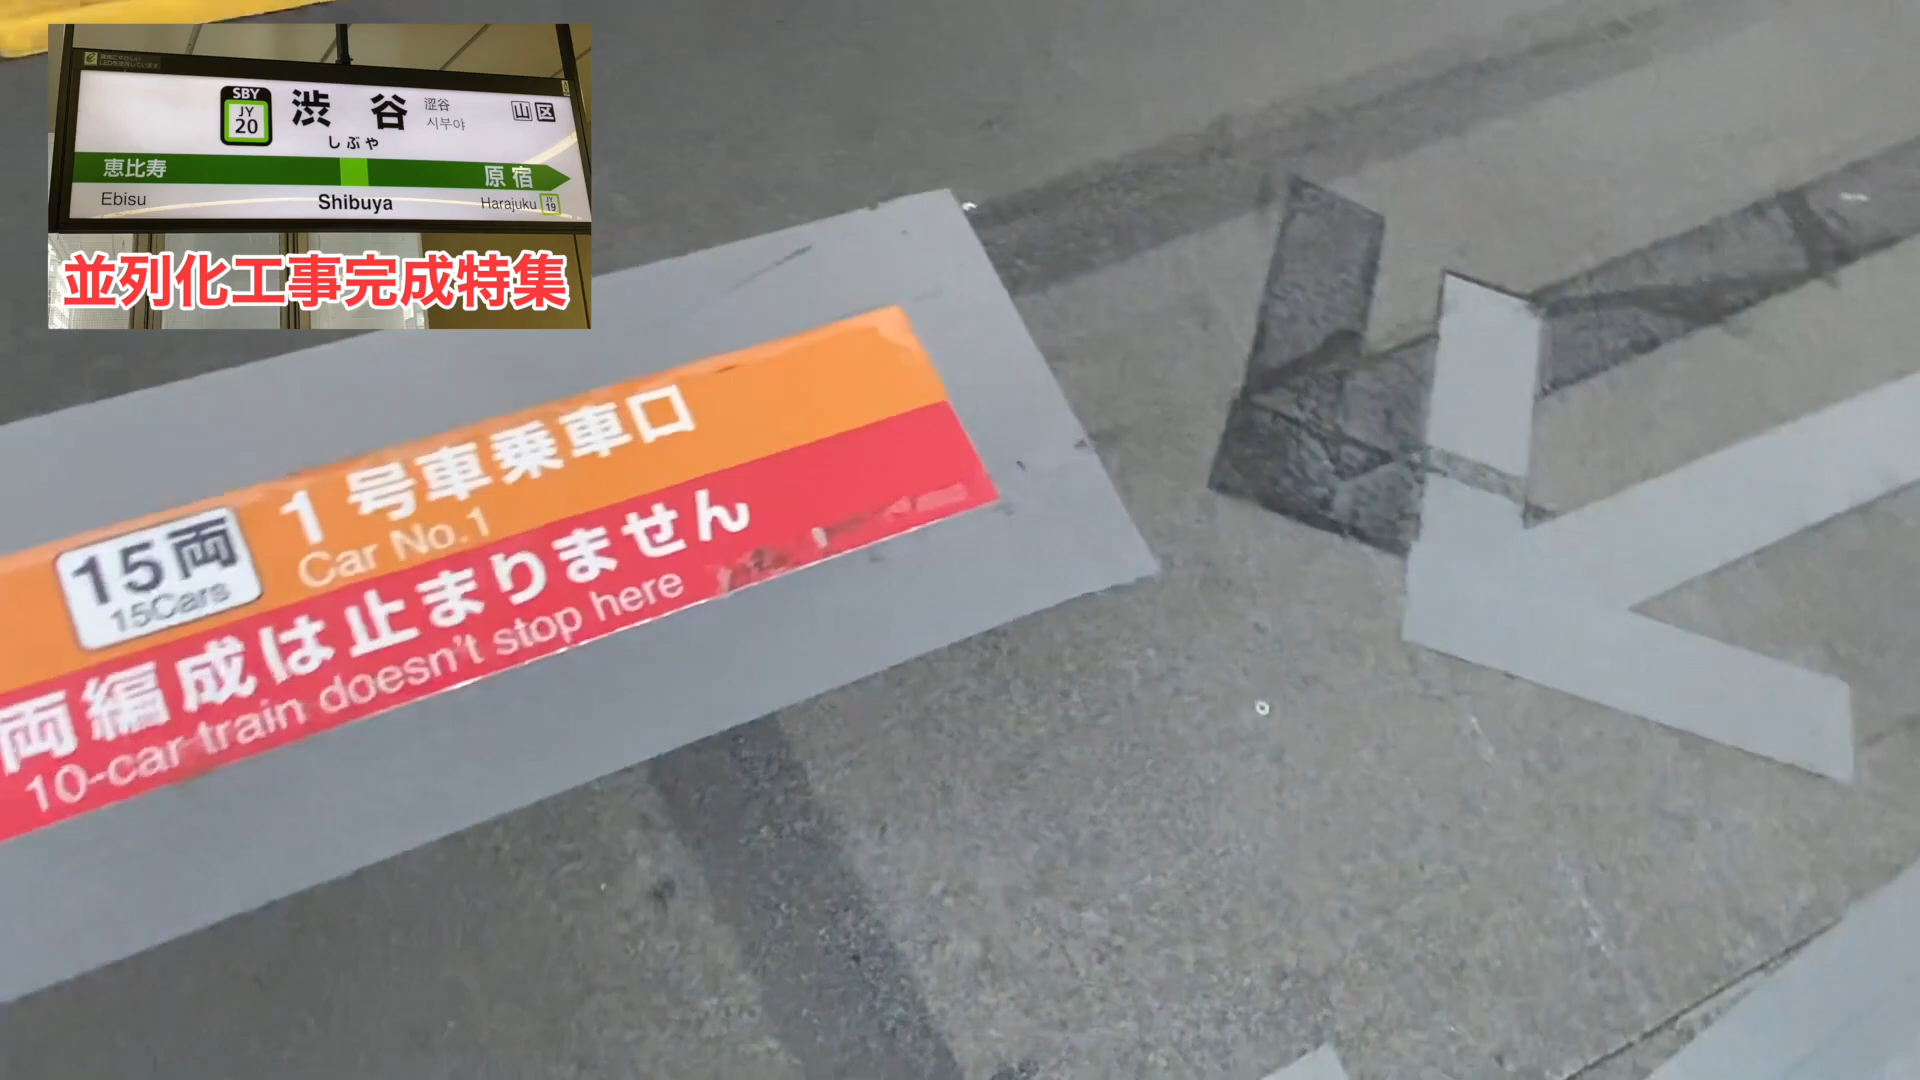 SBY
JY
20
渋谷
涩谷
시부야
山区
しぶや
恵比寿
原宿
Ebisu
Shibuya
Harajuku
JY
19
並列化工事完成特集
15両
15Cars
1号車乗車口
Car No.1
両編成は止まりません
10-car train doesn't stop here